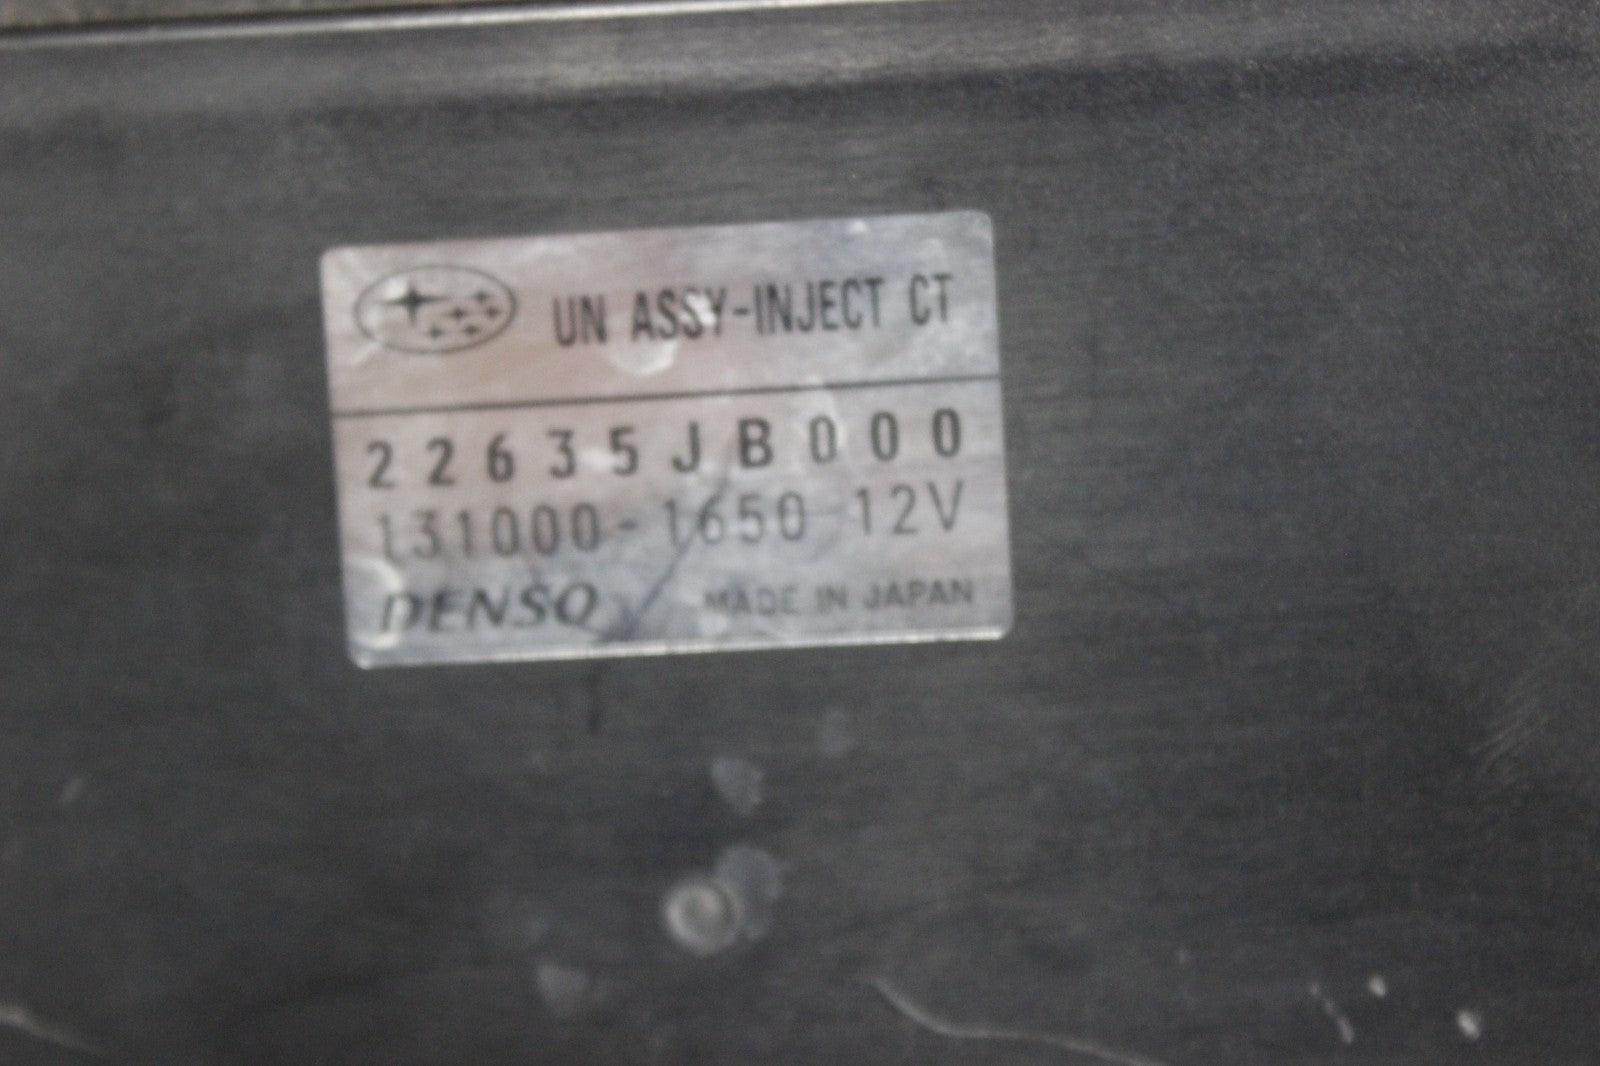 UN ASSY-INJECT CT
22635JB000
131000-1650 12V
DENSO MADE IN JAPAN